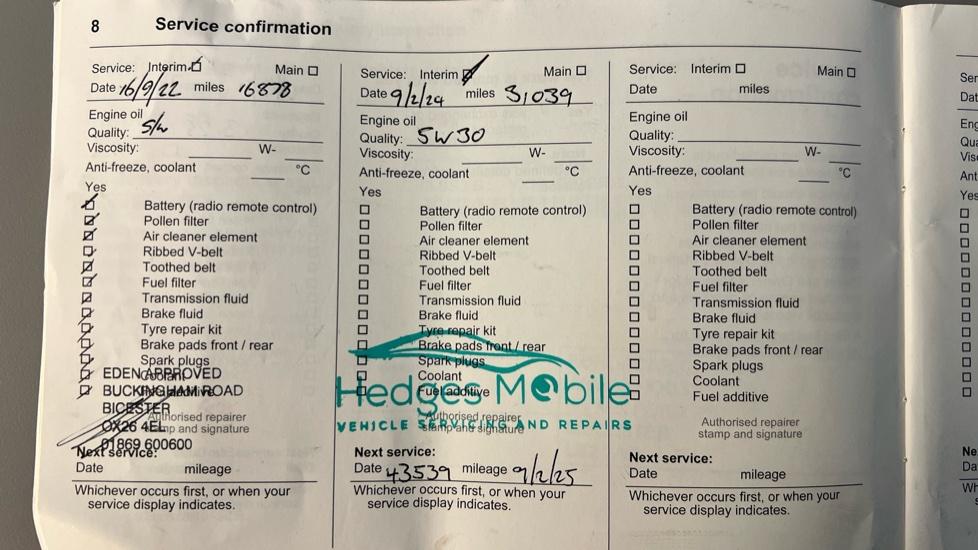 8 Service confirmation
Service: Interim Main
Date 16/9/22 miles 16878
Engine oil
Quality: 5/w
Viscosity: W-
Anti-freeze, coolant °C
Yes
Battery (radio remote control)
Pollen filter
Air cleaner element
Ribbed V-belt
Toothed belt
Fuel filter
Transmission fluid
Brake fluid
Tyre repair kit
Brake pads front / rear
Spark plugs
Coolant
EDEN APPROVED
BUCKINGHAM ROAD
BICESTER
OX26 4EL
01869 600600
Authorised repairer
stamp and signature
Next service:
Date mileage
Whichever occurs first, or when your
service display indicates.
Service: Interim Main
Date 9/2/24 miles 31039
Engine oil
Quality: 5W30
Viscosity: W-
Anti-freeze, coolant °C
Yes
Battery (radio remote control)
Pollen filter
Air cleaner element
Ribbed V-belt
Toothed belt
Fuel filter
Transmission fluid
Brake fluid
Tyre repair kit
Brake pads front / rear
Spark plugs
Coolant
Fuel additive
Hedges Mobile
VEHICLE SERVICING AND REPAIRS
Authorised repairer
stamp and signature
Next service:
Date 43539 mileage 9/2/25
Whichever occurs first, or when your
service display indicates.
Service: Interim Main
Date miles
Engine oil
Quality:
Viscosity: W-
Anti-freeze, coolant °C
Yes
Battery (radio remote control)
Pollen filter
Air cleaner element
Ribbed V-belt
Toothed belt
Fuel filter
Transmission fluid
Brake fluid
Tyre repair kit
Brake pads front / rear
Spark plugs
Coolant
Fuel additive
Authorised repairer
stamp and signature
Next service:
Date mileage
Whichever occurs first, or when your
service display indicates.